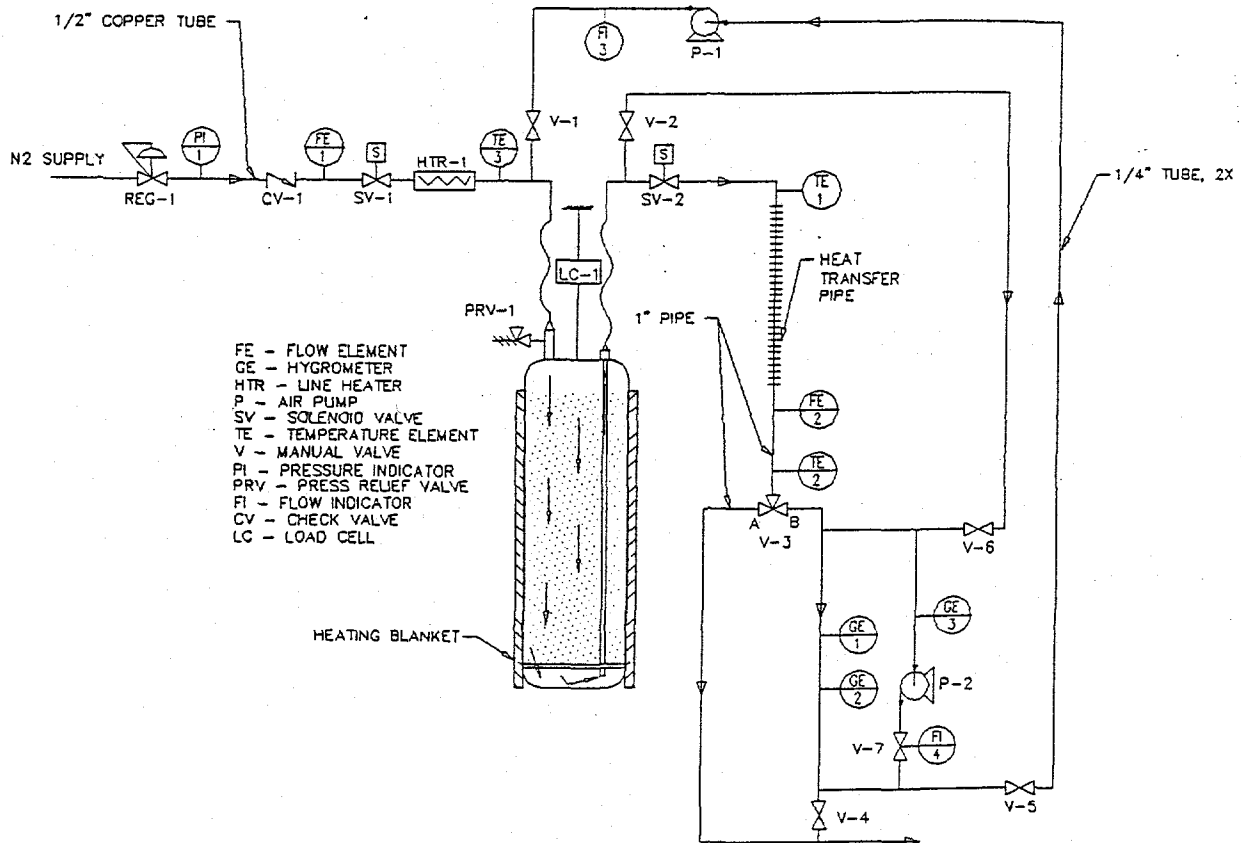 1/2" COPPER TUBE
FI
3
P-1
V-1
V-2
N2 SUPPLY
PI
1
FE
1
S
HTR-1
TE
3
S
REG-1
CV-1
SV-1
SV-2
TE
1
1/4" TUBE, 2X
LC-1
HEAT
TRANSFER
PIPE
PRV-1
1" PIPE
FE - FLOW ELEMENT
GE - HYGROMETER
HTR - LINE HEATER
P - AIR PUMP
SV - SOLENOID VALVE
TE - TEMPERATURE ELEMENT
V - MANUAL VALVE
PI - PRESSURE INDICATOR
PRV - PRESS RELIEF VALVE
FI - FLOW INDICATOR
CV - CHECK VALVE
LC - LOAD CELL
FE
2
TE
2
A
B
V-3
V-6
GE
3
HEATING BLANKET
GE
1
GE
2
P-2
V-7
FI
4
V-4
V-5